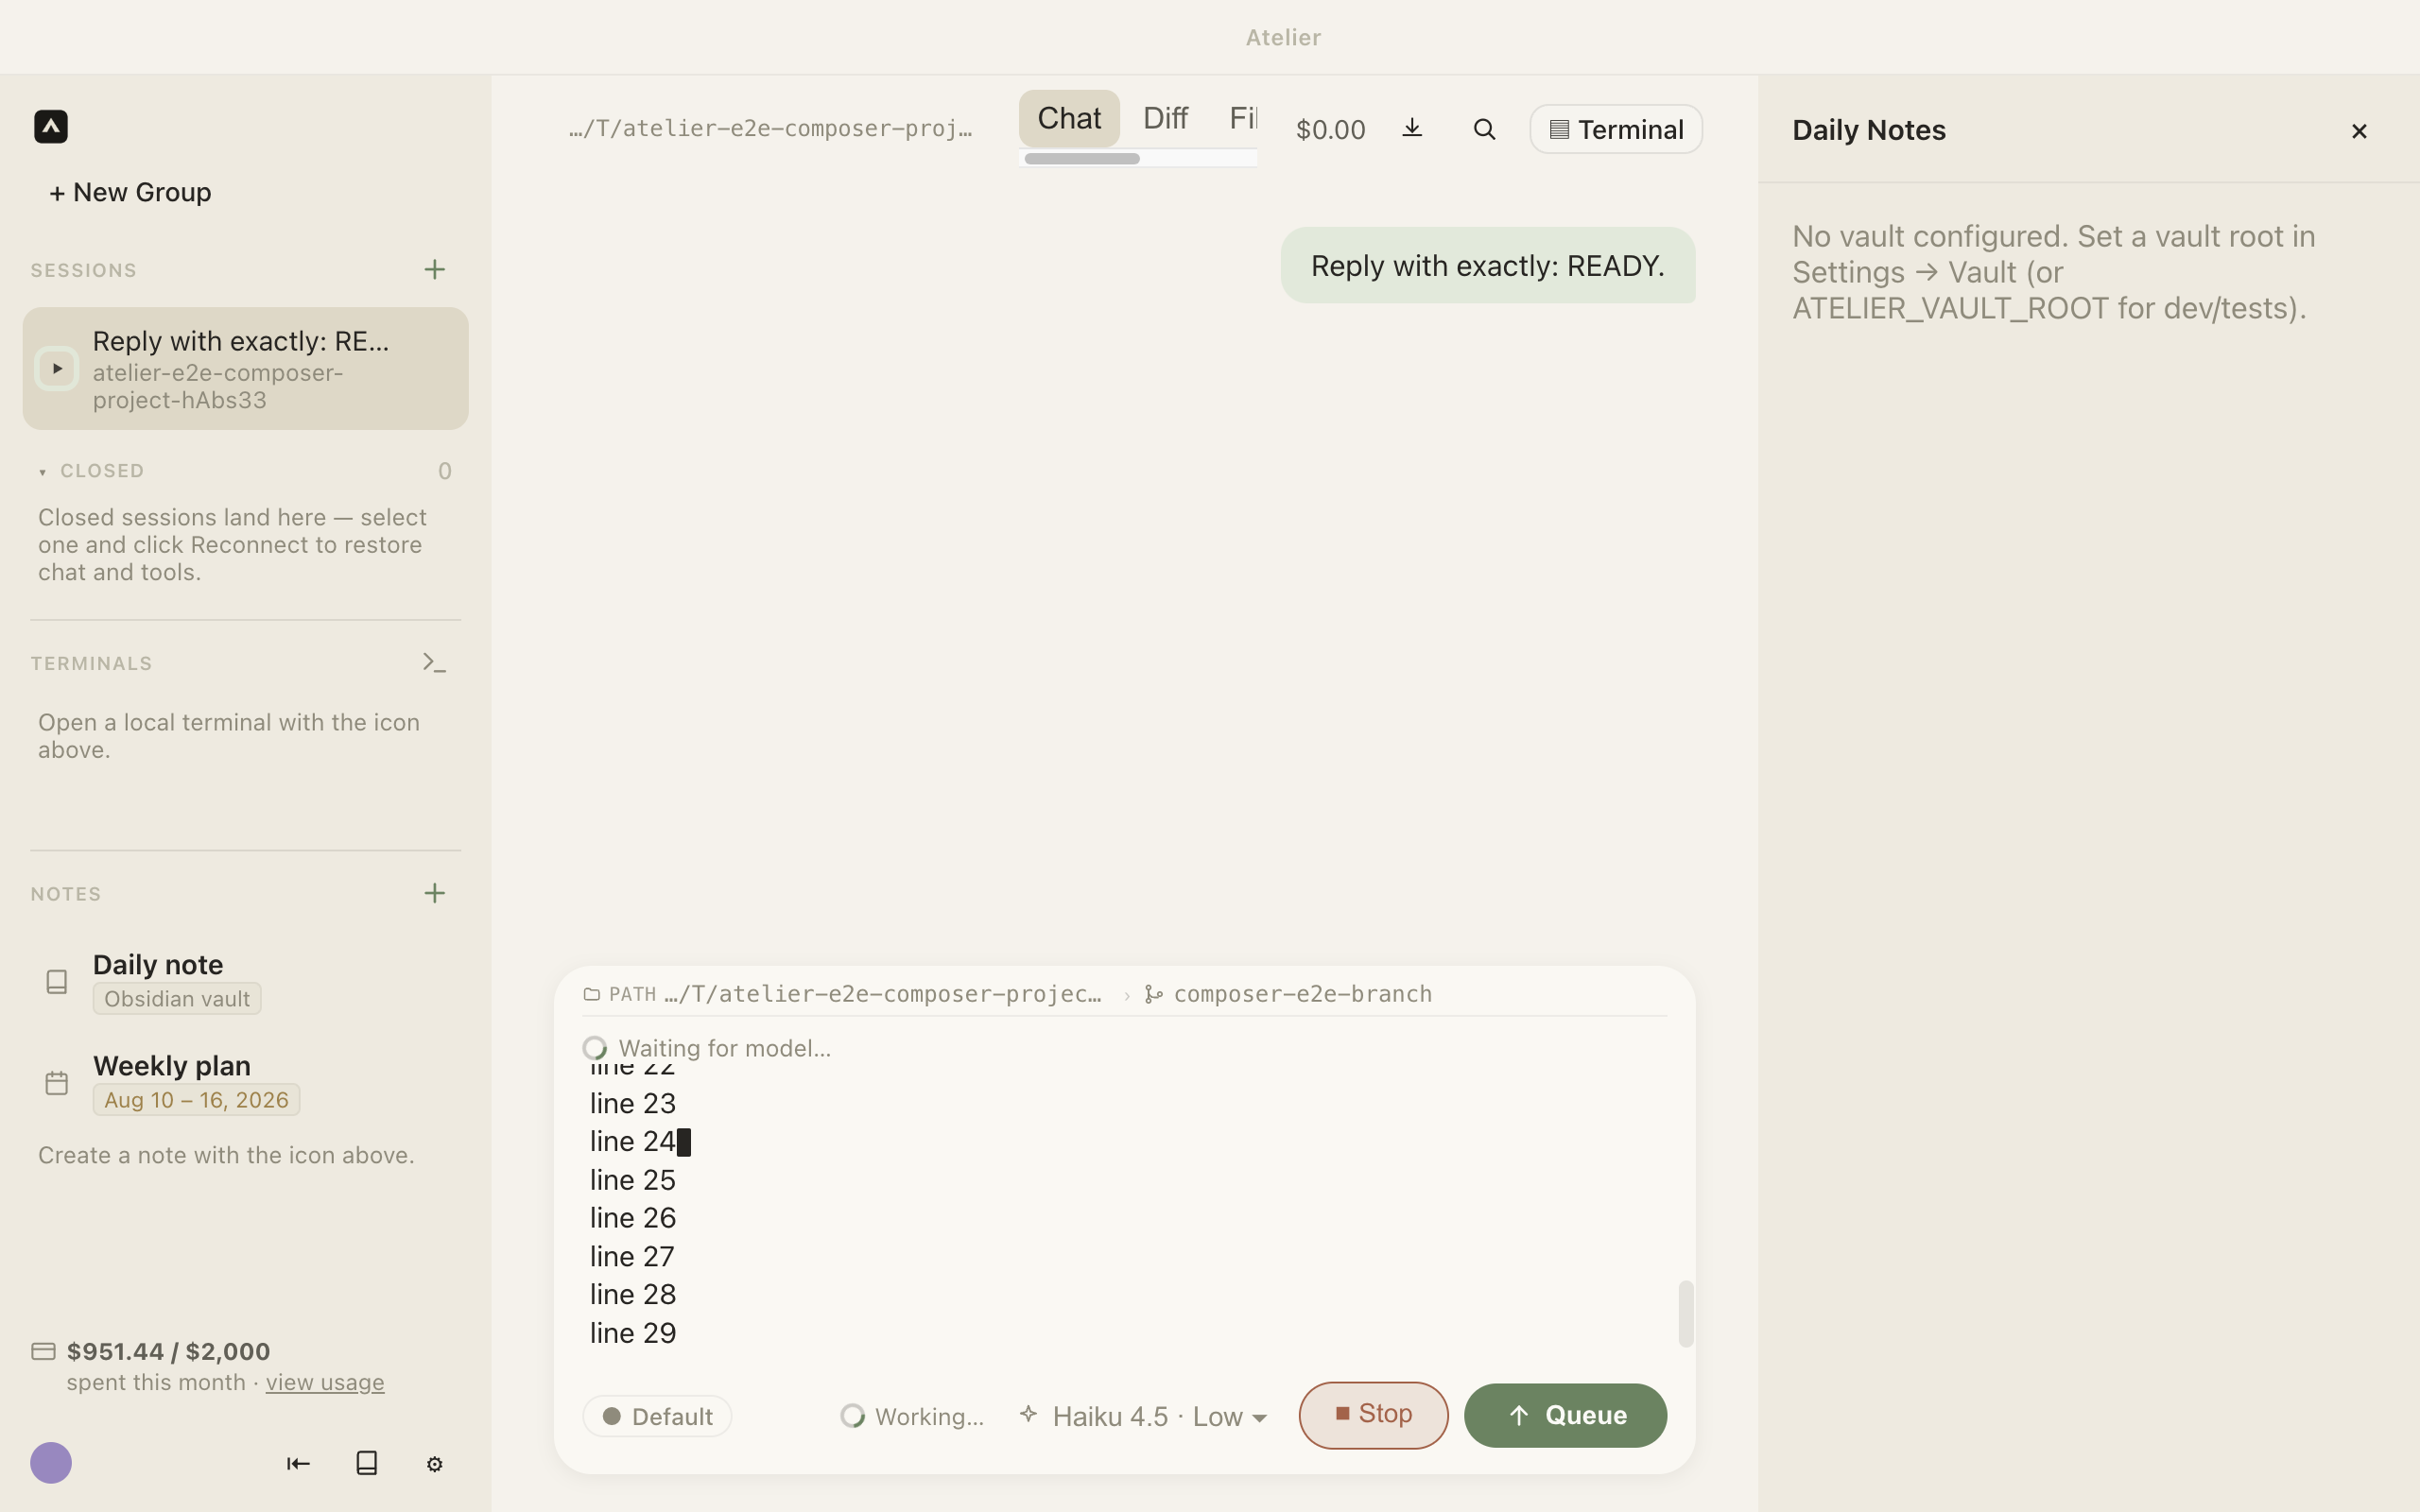 Atelier
+ New Group
SESSIONS
Reply with exactly: RE...
atelier-e2e-composer-
project-hAbs33
CLOSED 0
Closed sessions land here — select
one and click Reconnect to restore
chat and tools.
TERMINALS
Open a local terminal with the icon
above.
NOTES
Daily note
Obsidian vault
Weekly plan
Aug 10 – 16, 2026
Create a note with the icon above.
$951.44 / $2,000
spent this month · view usage
…/T/atelier-e2e-composer-proj… Chat Diff Fil $0.00 Terminal
Reply with exactly: READY.
PATH …/T/atelier-e2e-composer-projec… › composer-e2e-branch
Waiting for model...
line 22
line 23
line 24
line 25
line 26
line 27
line 28
line 29
Default Working... Haiku 4.5 · Low Stop Queue
Daily Notes
No vault configured. Set a vault root in
Settings → Vault (or
ATELIER_VAULT_ROOT for dev/tests).